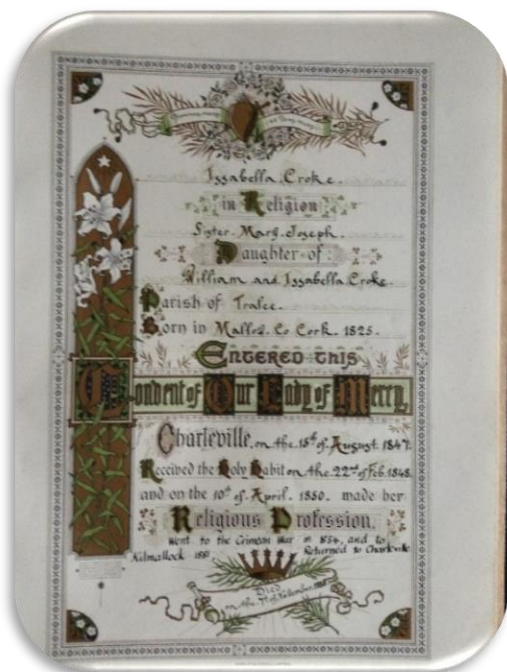 Issabella Croke.
in Religion
Sister Mary Joseph.
Daughter of:
William and Issabella Croke.
Parish of Tralee.
Born in Mallow. Co Cork. 1825.
Entered this
Convent of Our Lady of Mercy,
Charleville, on the 15th of August. 1847.
Received the Holy Habit on the 22nd of Feb. 1848.
and on the 10th of April. 1850. made her
Religious Profession.
Went to the Crimean War in 1854, and to
Kilmallock Returned to Charleville
Died
on the